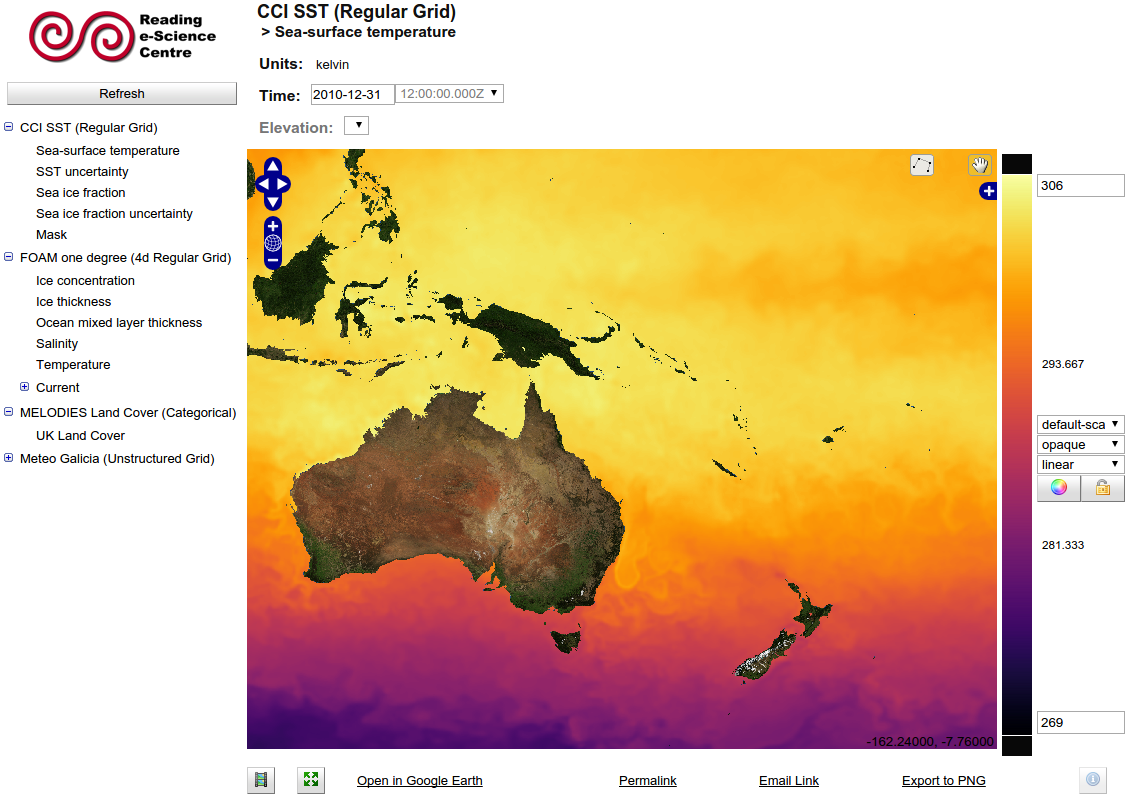 Reading
e-Science
Centre
Refresh
CCI SST (Regular Grid)
Sea-surface temperature
SST uncertainty
Sea ice fraction
Sea ice fraction uncertainty
Mask
FOAM one degree (4d Regular Grid)
Ice concentration
Ice thickness
Ocean mixed layer thickness
Salinity
Temperature
Current
MELODIES Land Cover (Categorical)
UK Land Cover
Meteo Galicia (Unstructured Grid)
CCI SST (Regular Grid)
> Sea-surface temperature
Units: kelvin
Time: 2010-12-31 12:00:00.000Z
Elevation:
306
293.667
default-sca
opaque
linear
281.333
269
-162.24000, -7.76000
Open in Google Earth
Permalink
Email Link
Export to PNG